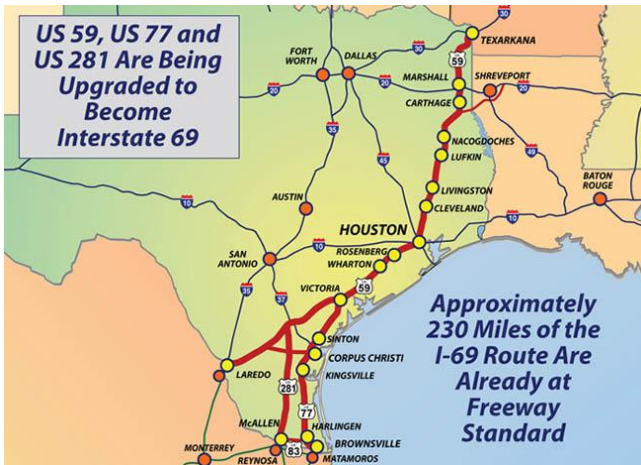 US 59, US 77 and
US 281 Are Being
Upgraded to
Become
Interstate 69
30
TEXARKANA
FORT
WORTH
DALLAS
30
59
MARSHALL
SHREVEPORT
20
20
20
CARTHAGE
35
NACOGDOCHES
45
LUFKIN
49
LIVINGSTON
BATON
ROUGE
10
AUSTIN
CLEVELAND
HOUSTON
10
35
10
SAN
ANTONIO
ROSENBERG
WHARTON
59
35
37
VICTORIA
Approximately
230 Miles of the
I-69 Route Are
Already at
Freeway
Standard
SINTON
CORPUS CHRISTI
LAREDO
KINGSVILLE
281
77
McALLEN
HARLINGEN
83
BROWNSVILLE
MONTERREY
REYNOSA
MATAMOROS